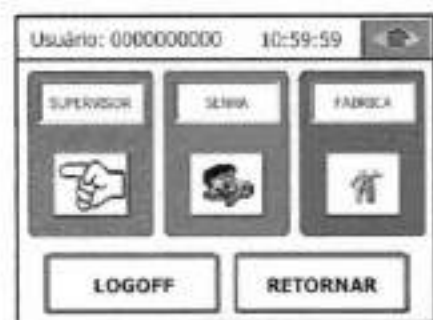 Usuário: 0000000000 10:59:59
SUPERVISOR SENHA FABRICA
LOGOFF RETORNAR